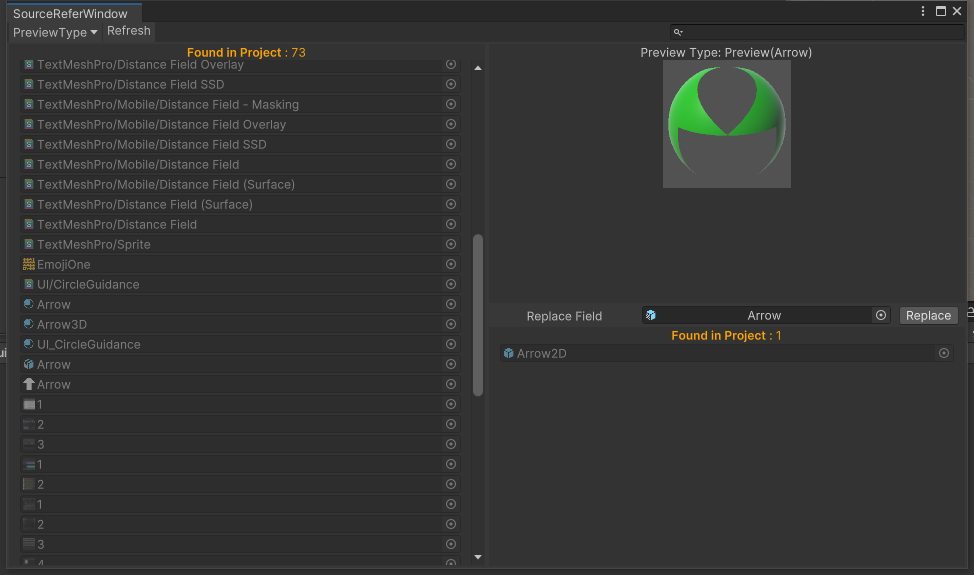 SourceReferWindow
PreviewType
Refresh
Found in Project : 73
TextMeshPro/Distance Field Overlay
TextMeshPro/Distance Field SSD
TextMeshPro/Mobile/Distance Field - Masking
TextMeshPro/Mobile/Distance Field Overlay
TextMeshPro/Mobile/Distance Field SSD
TextMeshPro/Mobile/Distance Field
TextMeshPro/Mobile/Distance Field (Surface)
TextMeshPro/Distance Field (Surface)
TextMeshPro/Distance Field
TextMeshPro/Sprite
EmojiOne
UI/CircleGuidance
Arrow
Arrow3D
UI_CircleGuidance
Arrow
Arrow
1
2
3
1
2
1
2
3
4
Preview Type: Preview(Arrow)
Replace Field
Arrow
Replace
Found in Project : 1
Arrow2D